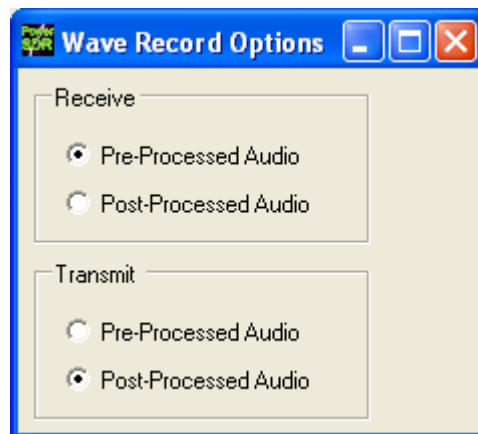 Power
SDR
Wave Record Options
Receive
Pre-Processed Audio
Post-Processed Audio
Transmit
Pre-Processed Audio
Post-Processed Audio